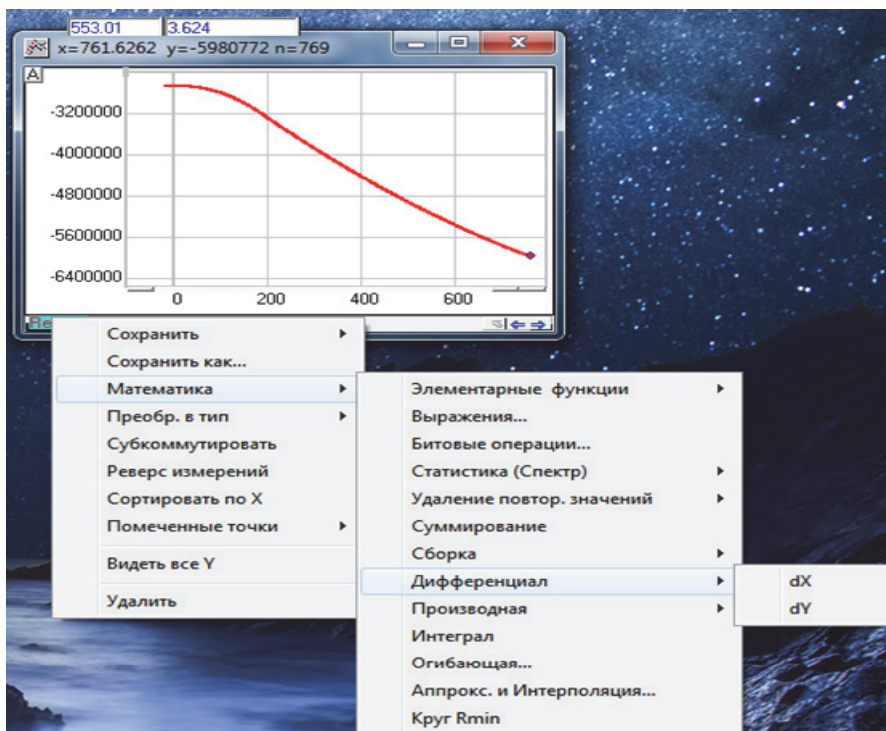 553.01 3.624
x=761.6262 y=-5980772 n=769
A
-3200000
-4000000
-4800000
-5600000
-6400000
0 200 400 600
Сохранить
Сохранить как...
Математика
Преобр. в тип
Субкоммутировать
Реверс измерений
Сортировать по X
Помеченные точки
Видеть все Y
Удалить
Элементарные функции
Выражения...
Битовые операции...
Статистика (Спектр)
Удаление повтор. значений
Суммирование
Сборка
Дифференциал
Производная
Интеграл
Огибающая...
Аппрокс. и Интерполяция...
Круг Rmin
dX
dY